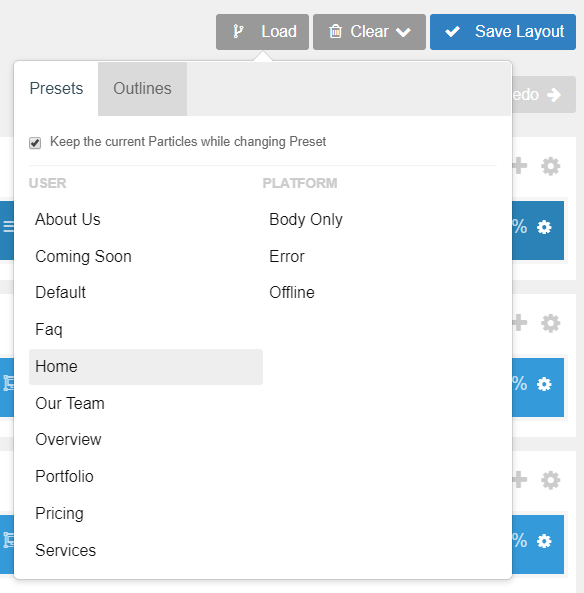 Load Clear Save Layout
Presets Outlines
edo
Keep the current Particles while changing Preset
USER PLATFORM
About Us Body Only
Coming Soon Error
Default Offline
Faq
Home
Our Team
Overview
Portfolio
Pricing
Services
%
%
%